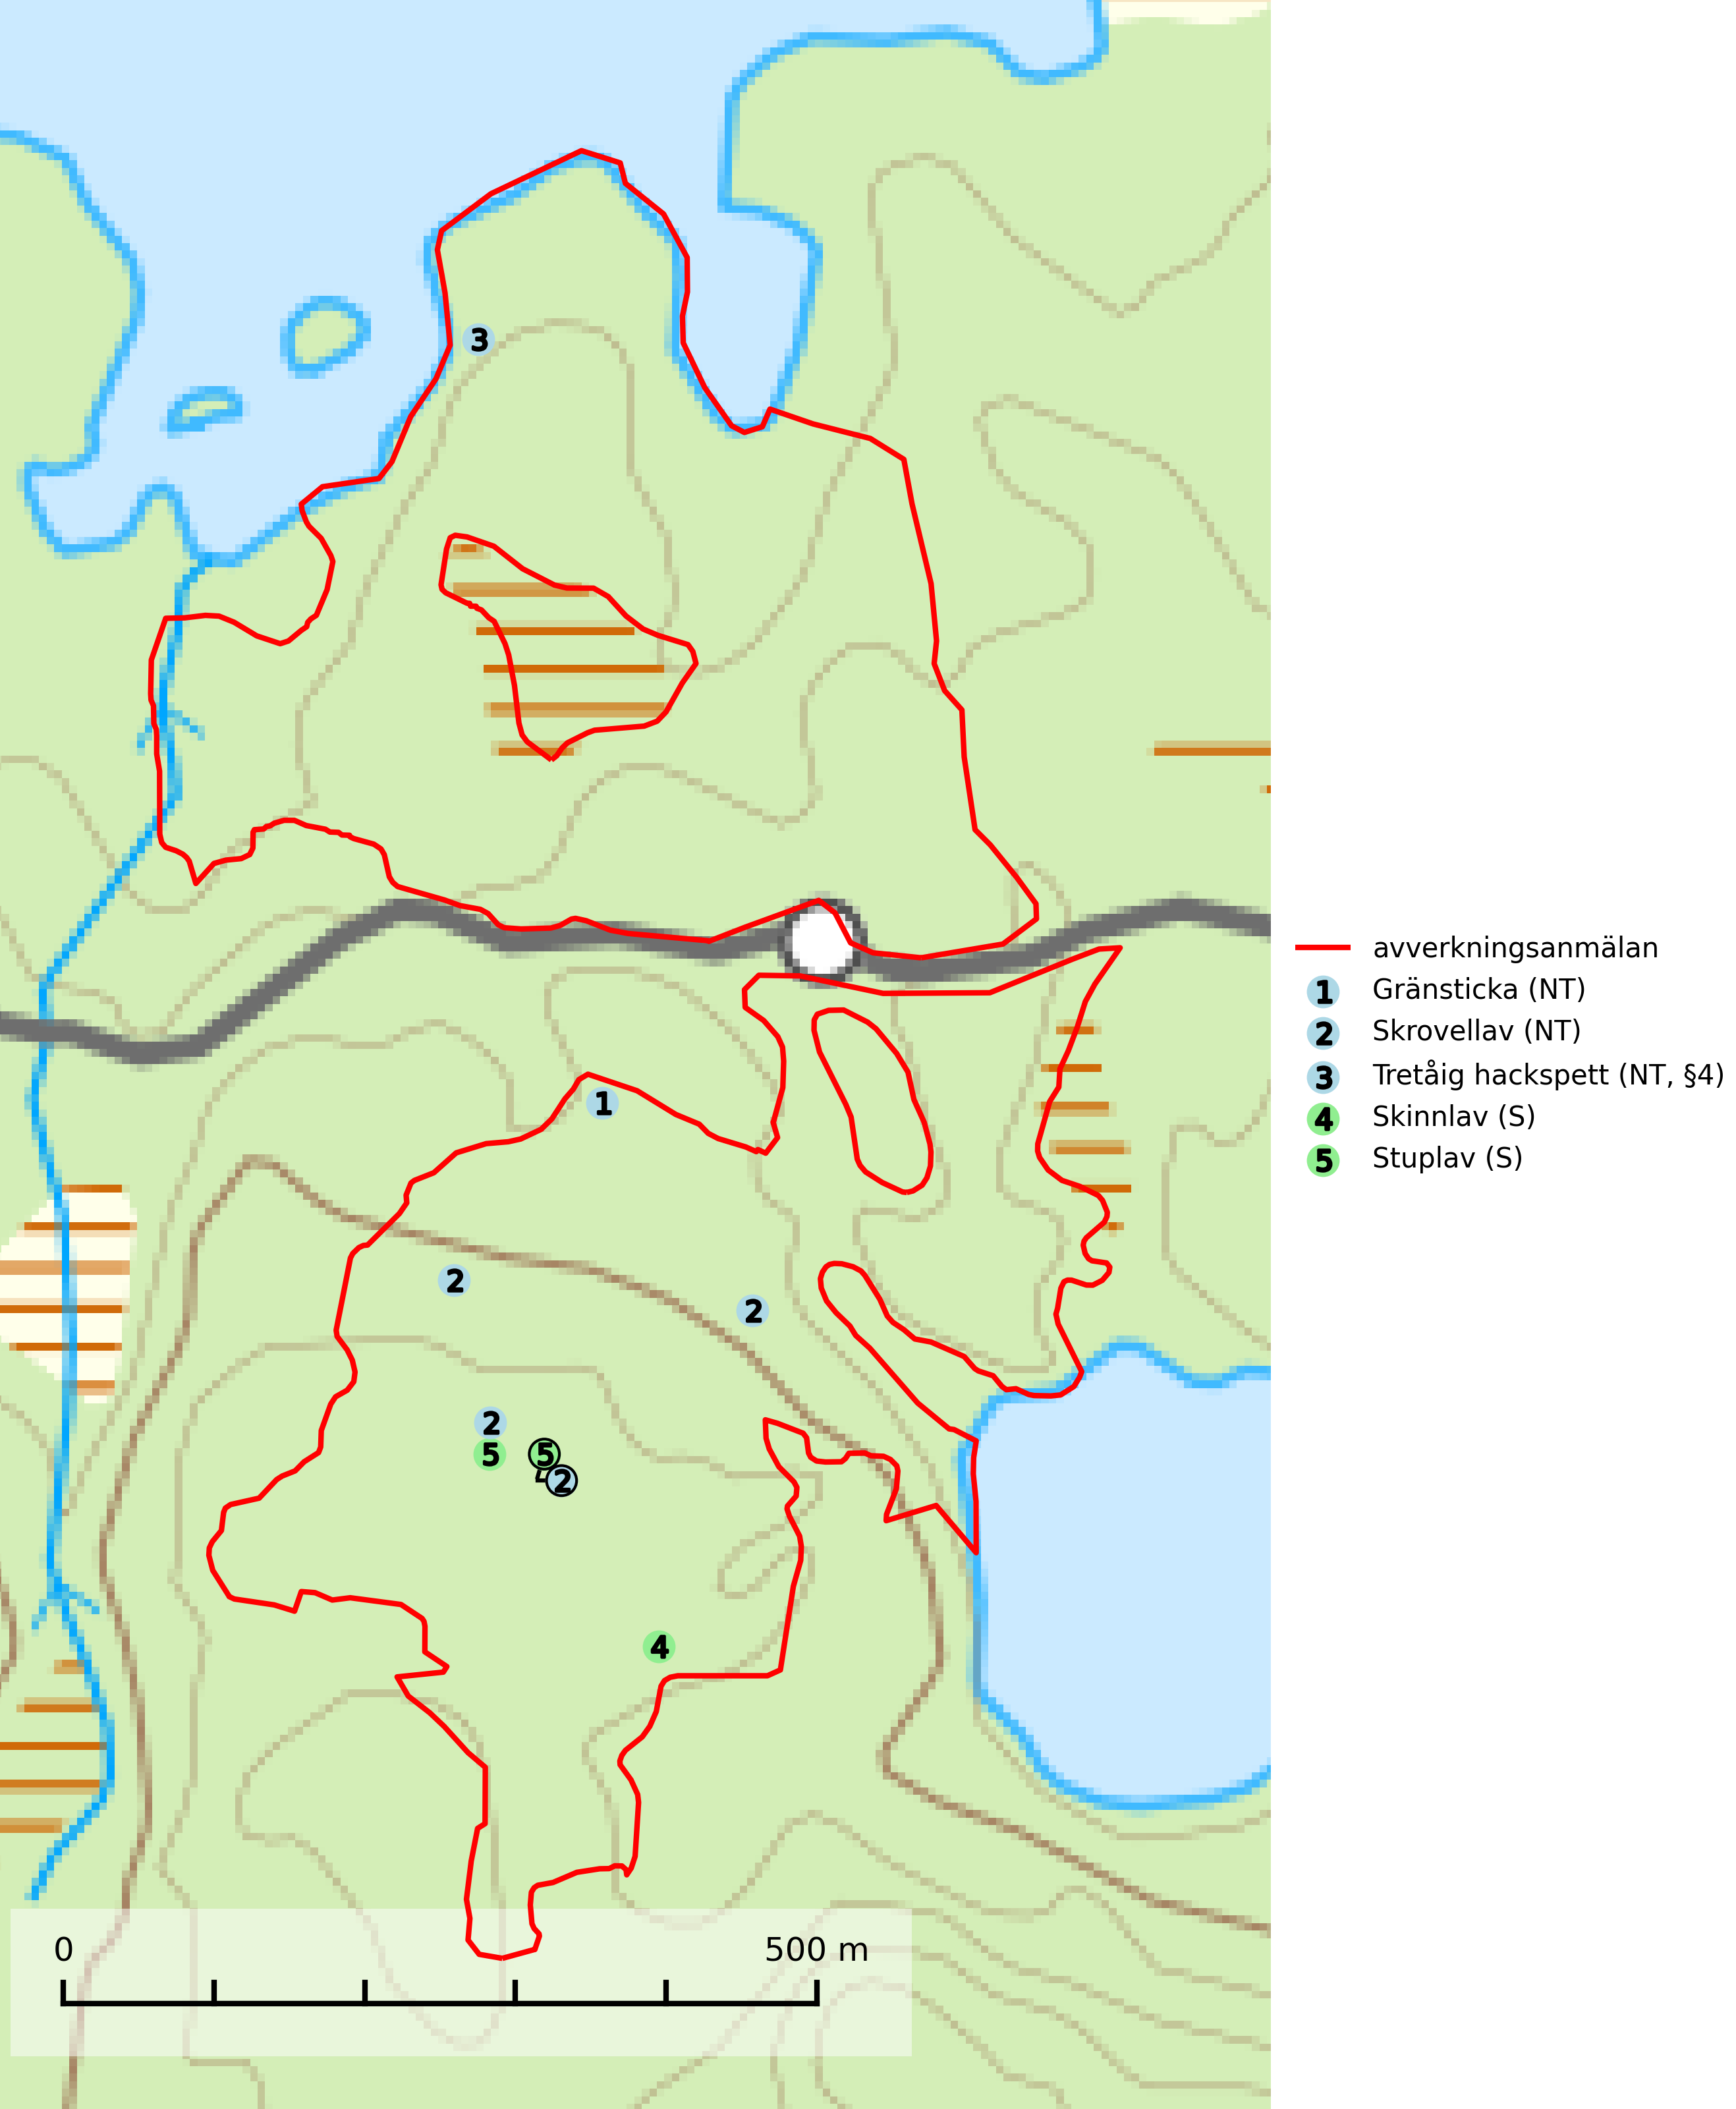 3
avverkningsanmälan
1 Gränsticka (NT)
2 Skrovellav (NT)
3 Tretåig hackspett (NT, §4)
4 Skinnlav (S)
5 Stuplav (S)
1
2
2
2
5
5
2
4
0
500 m